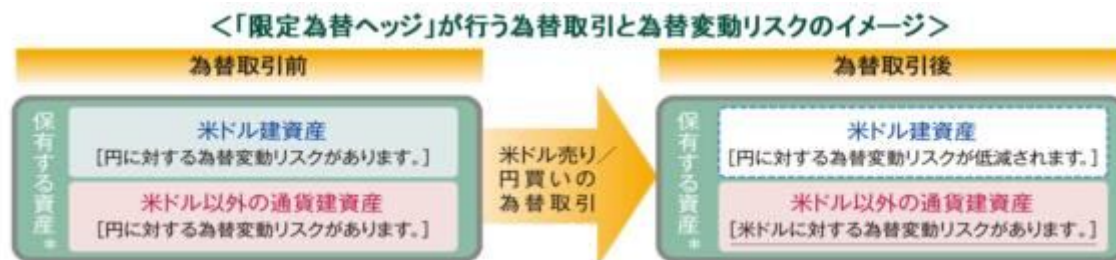 <「限定為替ヘッジ」が行う為替取引と為替変動リスクのイメージ>
為替取引前
保有する資産*
米ドル建資産
[円に対する為替変動リスクがあります。]
米ドル以外の通貨建資産
[円に対する為替変動リスクがあります。]
米ドル売り/
円買いの
為替取引
為替取引後
保有する資産*
米ドル建資産
[円に対する為替変動リスクが低減されます。]
米ドル以外の通貨建資産
[米ドルに対する為替変動リスクがあります。]